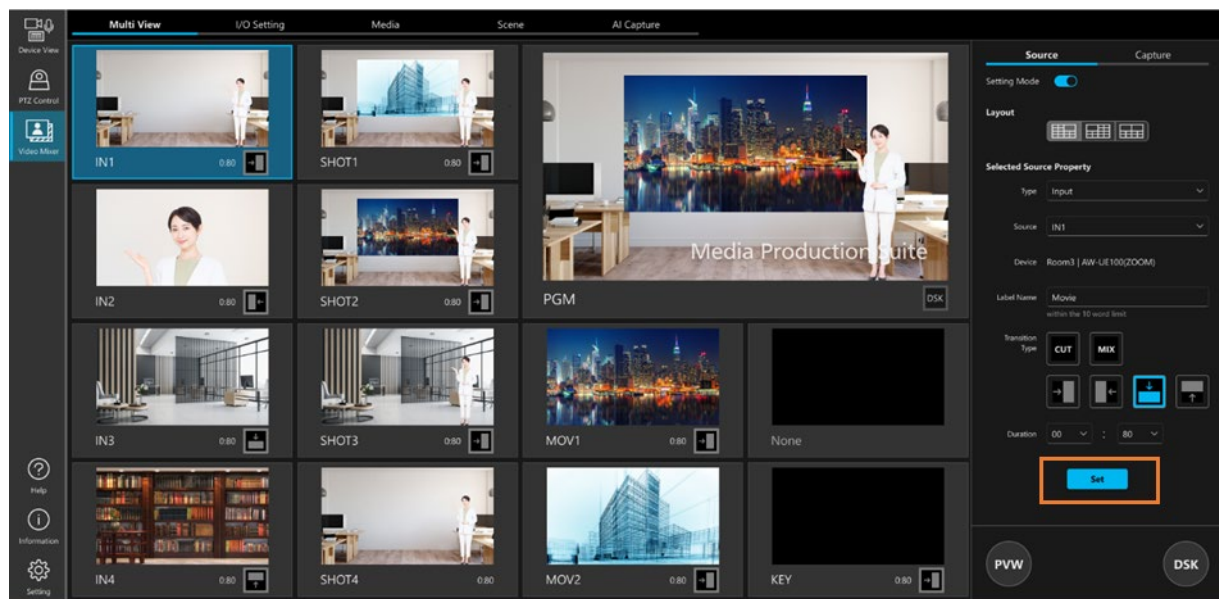 Device View
PTZ Control
Video Mixer
Help
Information
Setting
Multi View
I/O Setting
Media
Scene
AI Capture
IN1 0:80
SHOT1 0:80
Media Production Suite
PGM DSK
IN2 0:80
SHOT2 0:80
IN3 0:80
SHOT3 0:80
MOV1 0:80
None
IN4 0:80
SHOT4 0:80
MOV2 0:80
KEY 0:80
Source Capture
Setting Mode
Layout
Selected Source Property
Type Input
Source IN1
Device Room3 | AW-UE100(ZOOM)
Label Name Movie
within the 10 word limit
Transition
Type CUT MIX
Duration 00 : 80
Set
PVW DSK